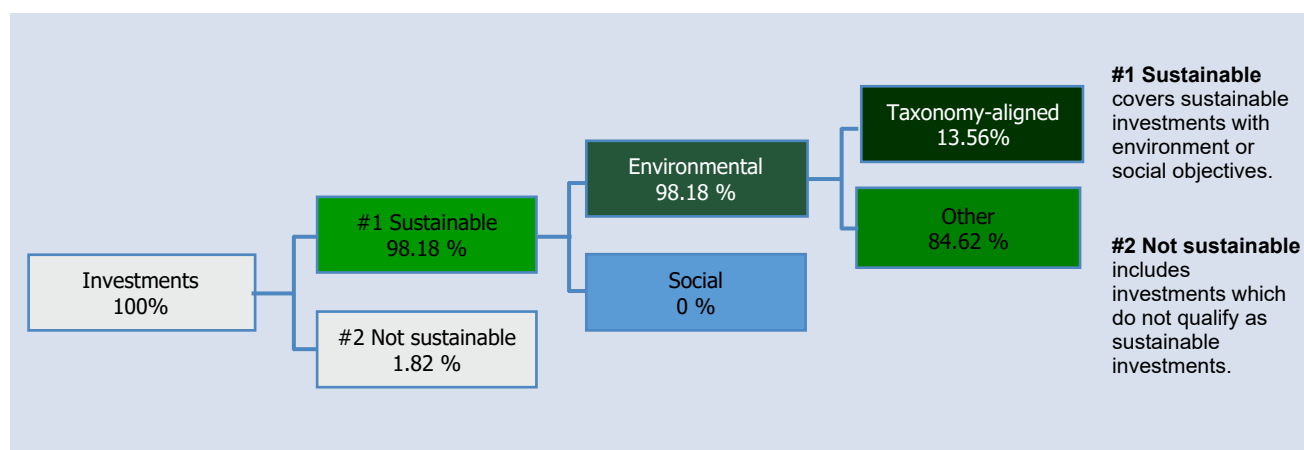 Investments
100%
#1 Sustainable
98.18 %
#2 Not sustainable
1.82 %
Environmental
98.18 %
Social
0 %
Taxonomy-aligned
13.56%
Other
84.62 %
#1 Sustainable
covers sustainable
investments with
environment or
social objectives.
#2 Not sustainable
includes
investments which
do not qualify as
sustainable
investments.